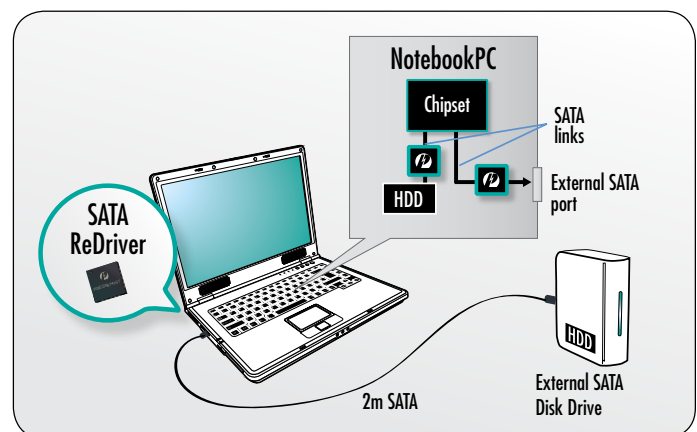 NotebookPC
Chipset
SATA
links
HDD
External SATA
port
SATA
ReDriver
HDD
2m SATA
External SATA
Disk Drive